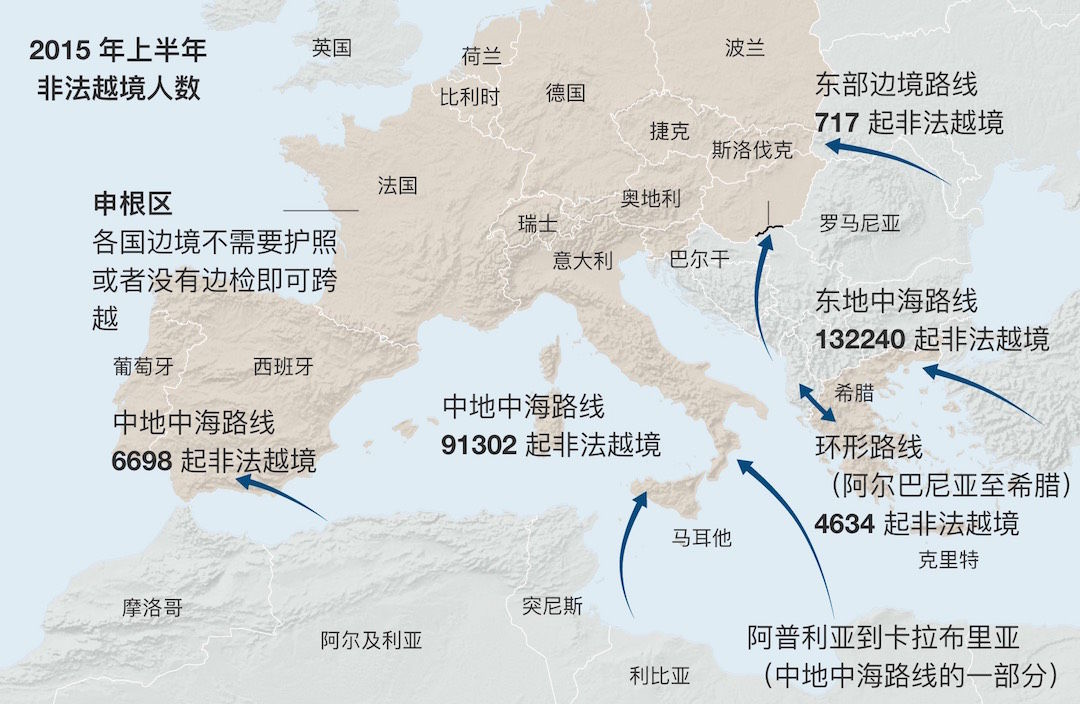 2015 年上半年
非法越境人数
英国
荷兰
波兰
比利时
德国
东部边境路线
717 起非法越境
捷克
斯洛伐克
法国
奥地利
申根区
各国边境不需要护照
或者没有边检即可跨
越
瑞士
罗马尼亚
意大利
巴尔干
东地中海路线
132240 起非法越境
葡萄牙
西班牙
希腊
中地中海路线
6698 起非法越境
中地中海路线
91302 起非法越境
环形路线
（阿尔巴尼亚至希腊）
4634 起非法越境
马耳他
克里特
摩洛哥
突尼斯
阿尔及利亚
阿普利亚到卡拉布里亚
（中地中海路线的一部分）
利比亚